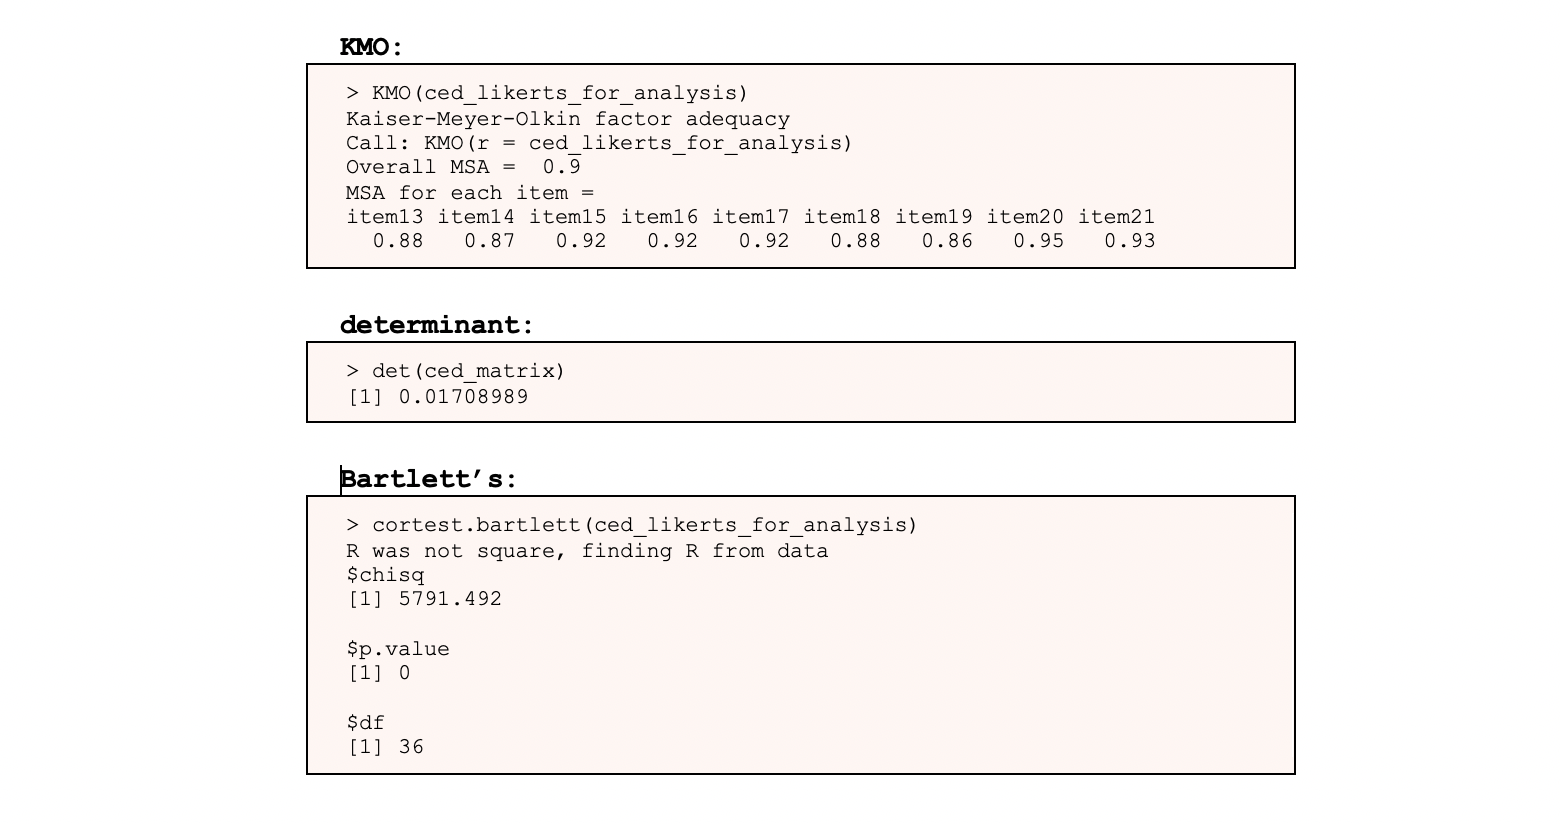 KMO:
> KMO(ced_likerts_for_analysis)
Kaiser-Meyer-Olkin factor adequacy
Call: KMO(r = ced_likerts_for_analysis)
Overall MSA =  0.9
MSA for each item =
item13 item14 item15 item16 item17 item18 item19 item20 item21
  0.88   0.87   0.92   0.92   0.92   0.88   0.86   0.95   0.93
determinant:
> det(ced_matrix)
[1] 0.01708989
Bartlett’s:
> cortest.bartlett(ced_likerts_for_analysis)
R was not square, finding R from data
$chisq
[1] 5791.492
$p.value
[1] 0
$df
[1] 36